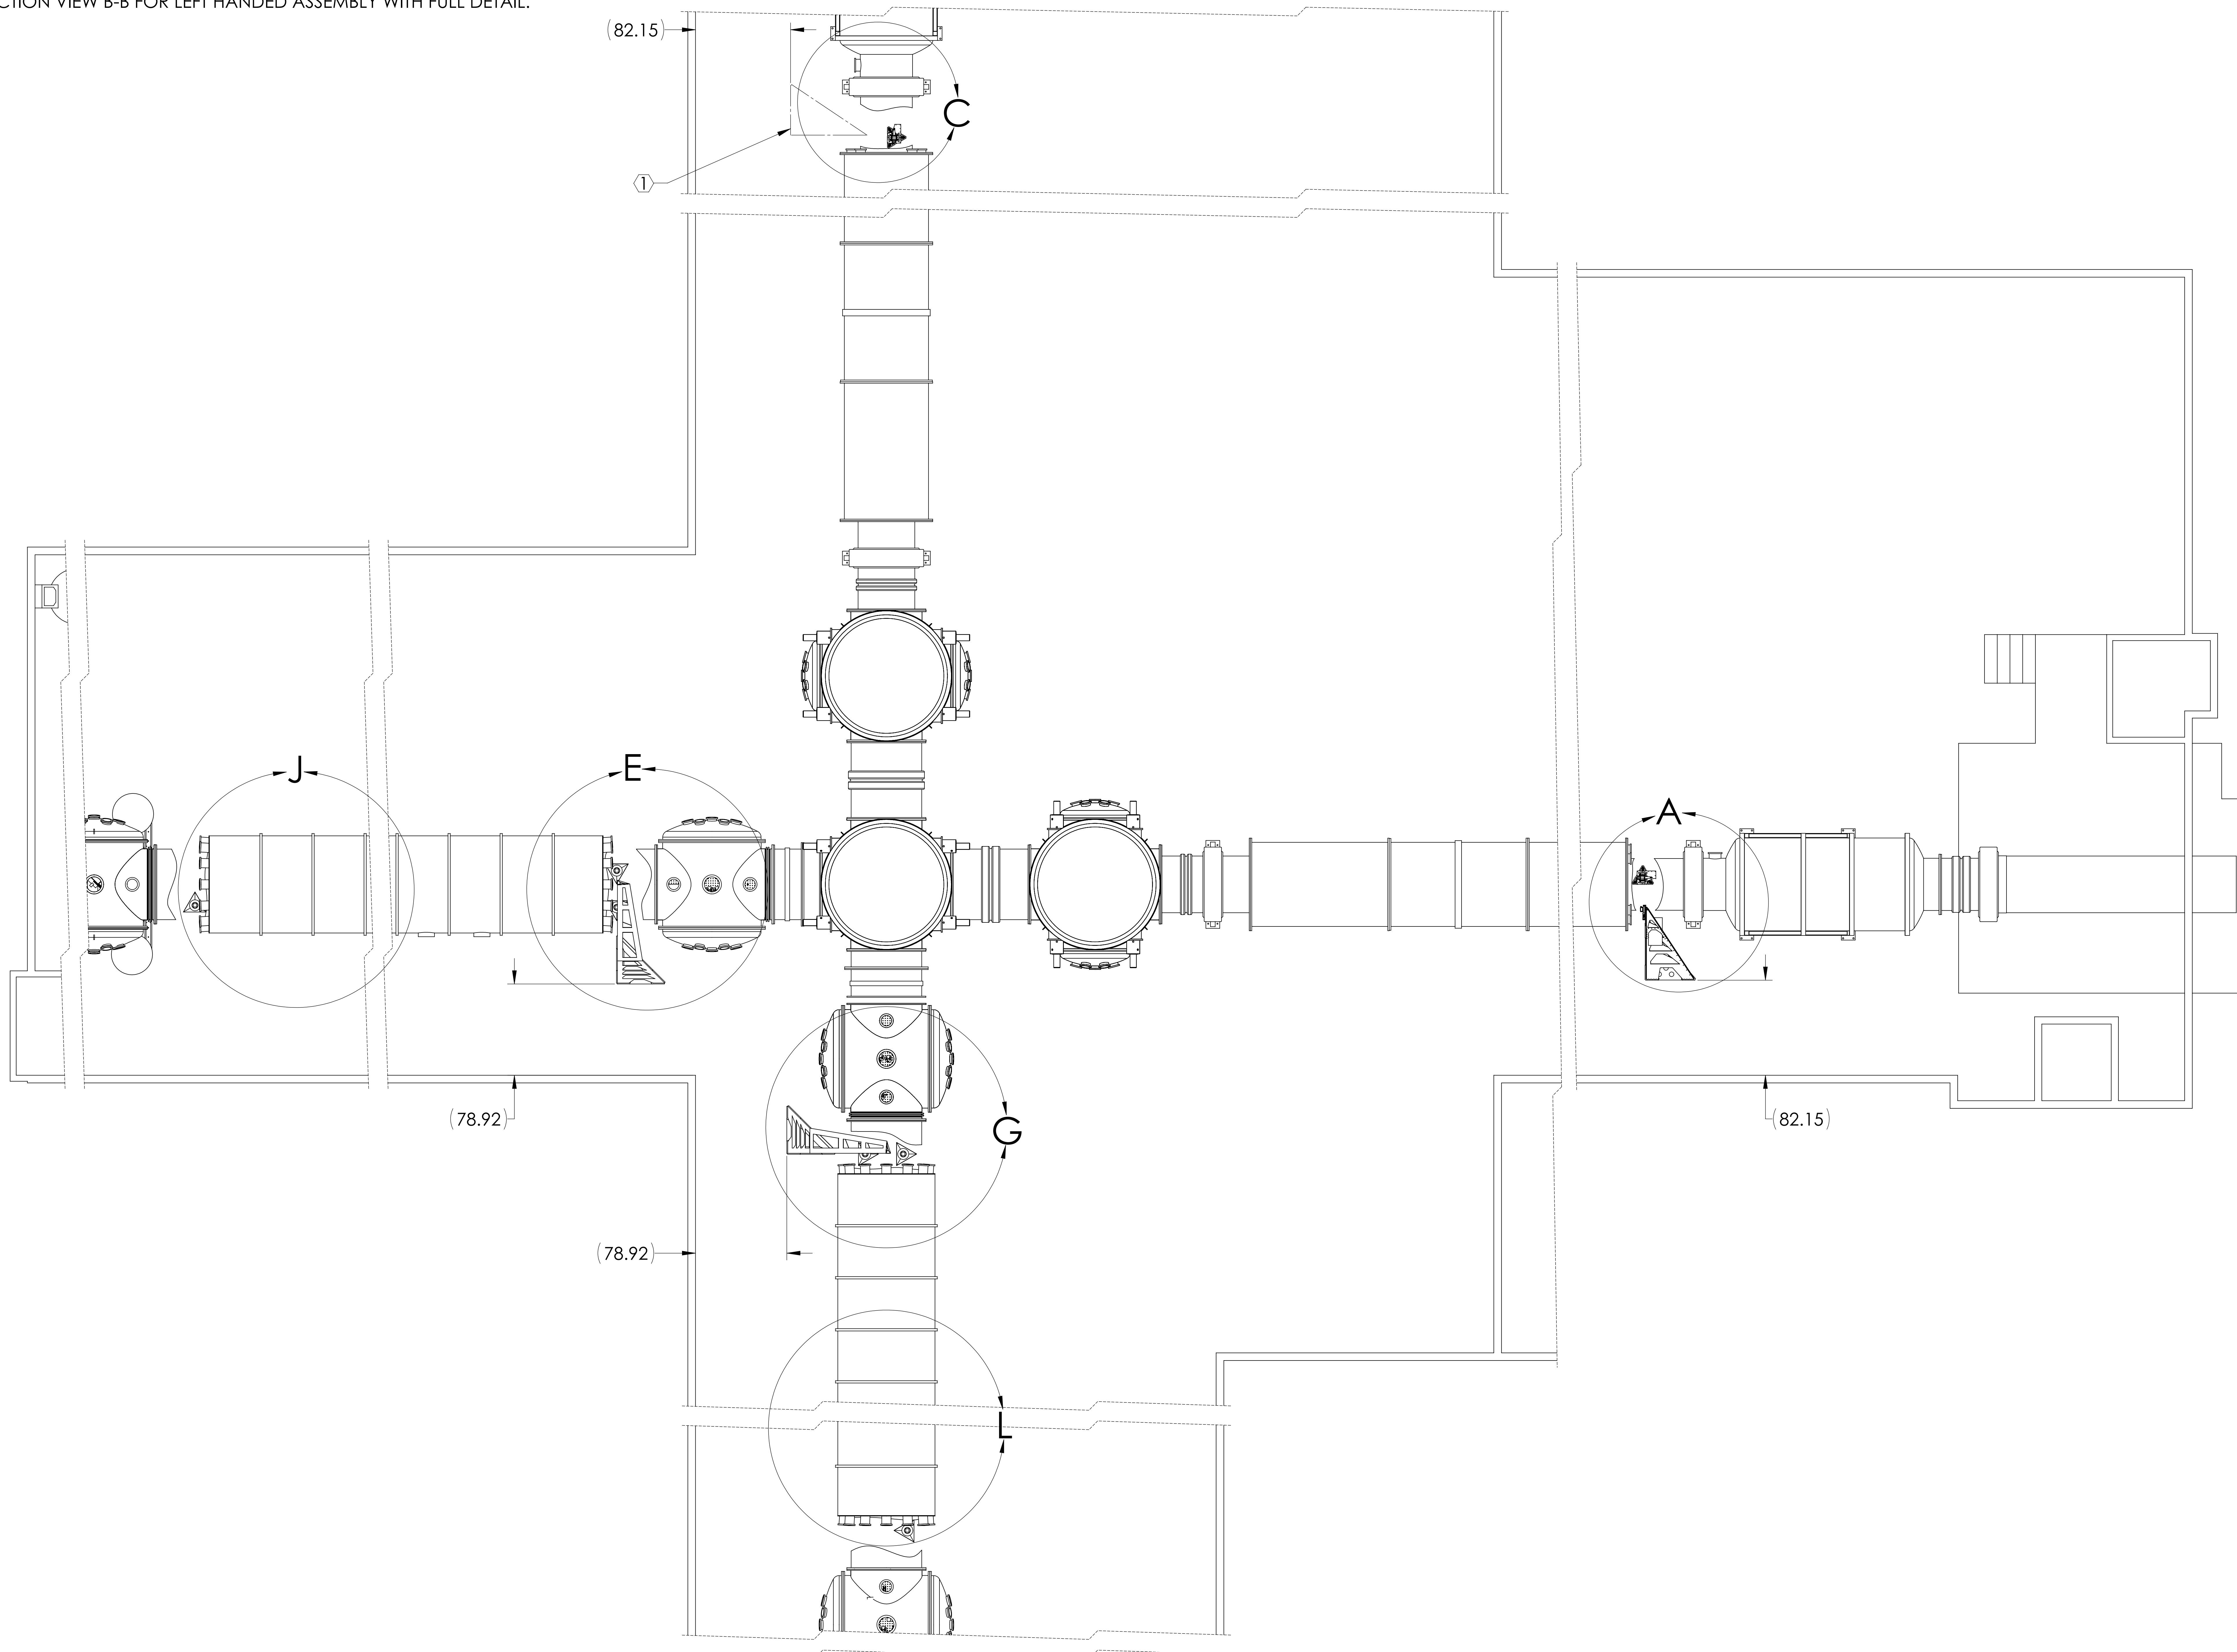 CTION VIEW B-B FOR LEFT HANDED ASSEMBLY WITH FULL DETAIL.
(82.15)
C
1
J
E
A
(78.92)
G
(82.15)
(78.92)
L